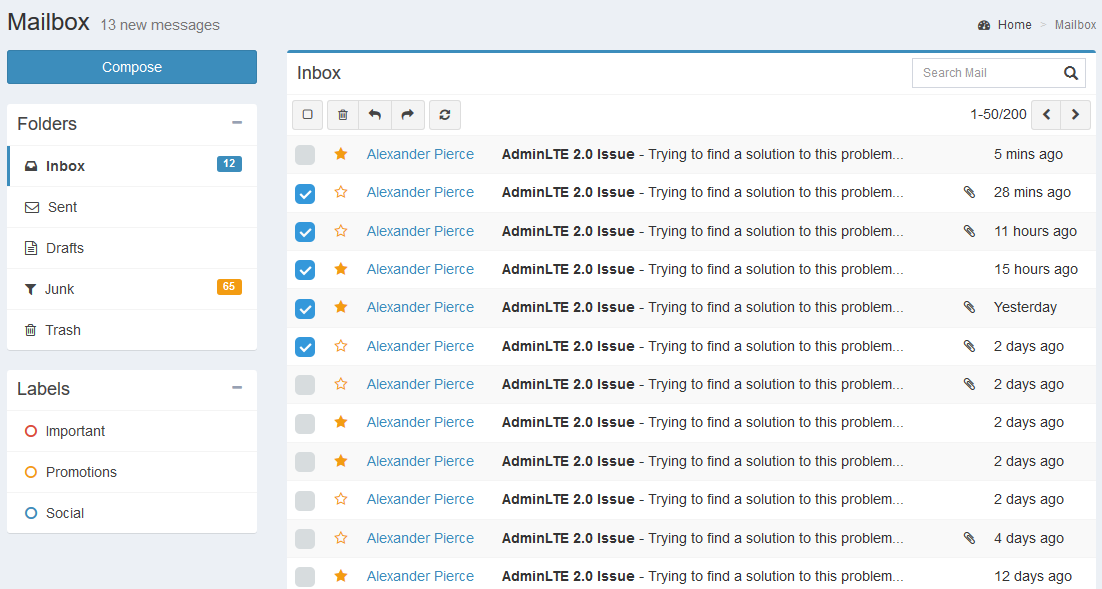 Mailbox 13 new messages
Home > Mailbox
Compose
Folders
Inbox 12
Sent
Drafts
Junk 65
Trash
Labels
Important
Promotions
Social
Inbox
Search Mail
1-50/200
Alexander Pierce AdminLTE 2.0 Issue - Trying to find a solution to this problem... 5 mins ago
Alexander Pierce AdminLTE 2.0 Issue - Trying to find a solution to this problem... 28 mins ago
Alexander Pierce AdminLTE 2.0 Issue - Trying to find a solution to this problem... 11 hours ago
Alexander Pierce AdminLTE 2.0 Issue - Trying to find a solution to this problem... 15 hours ago
Alexander Pierce AdminLTE 2.0 Issue - Trying to find a solution to this problem... Yesterday
Alexander Pierce AdminLTE 2.0 Issue - Trying to find a solution to this problem... 2 days ago
Alexander Pierce AdminLTE 2.0 Issue - Trying to find a solution to this problem... 2 days ago
Alexander Pierce AdminLTE 2.0 Issue - Trying to find a solution to this problem... 2 days ago
Alexander Pierce AdminLTE 2.0 Issue - Trying to find a solution to this problem... 2 days ago
Alexander Pierce AdminLTE 2.0 Issue - Trying to find a solution to this problem... 2 days ago
Alexander Pierce AdminLTE 2.0 Issue - Trying to find a solution to this problem... 4 days ago
Alexander Pierce AdminLTE 2.0 Issue - Trying to find a solution to this problem... 12 days ago